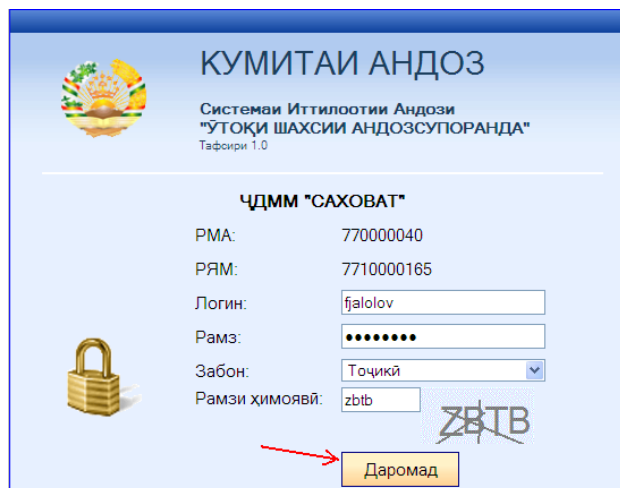 КУМИТАИ АНДОЗ
Системаи Иттилоотии Андози
"ӮТОҚИ ШАХСИИ АНДОЗСУПОРАНДА"
Тафсири 1.0
ҶДММ "САХОВАТ"
РМА: 770000040
РЯМ: 7710000165
Логин: fjalolov
Рамз: ••••••••
Забон: Тоҷикӣ
Рамзи ҳимоявӣ: zbtb
ZBTB
Даромад